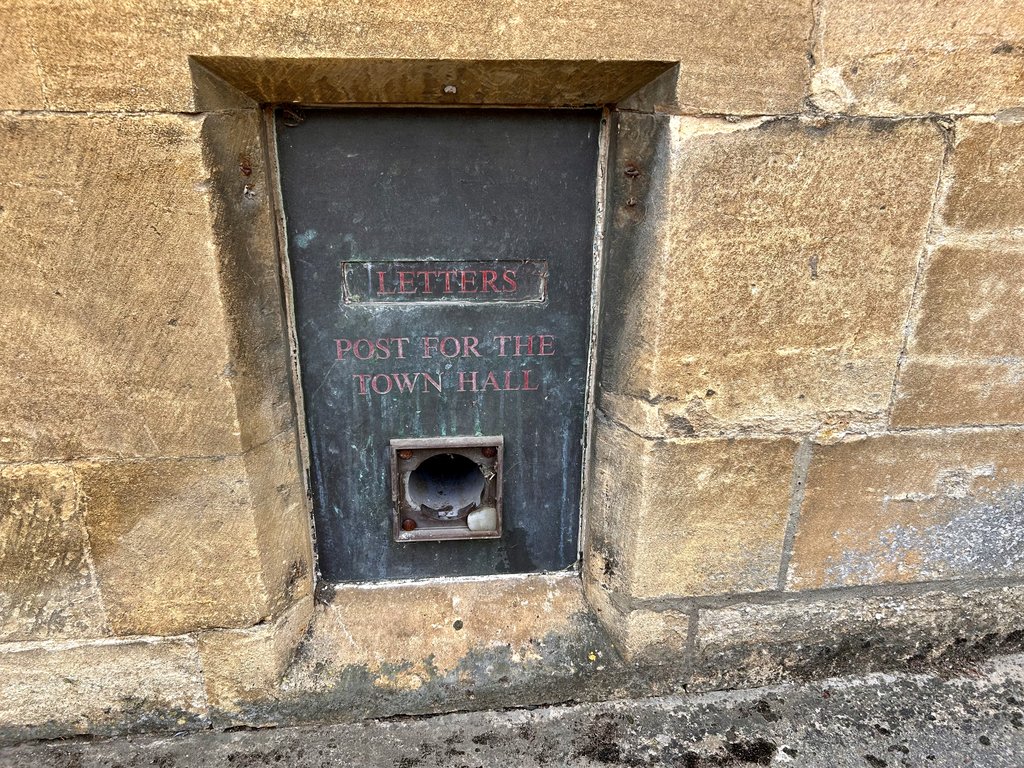 LETTERS
POST FOR THE
TOWN HALL